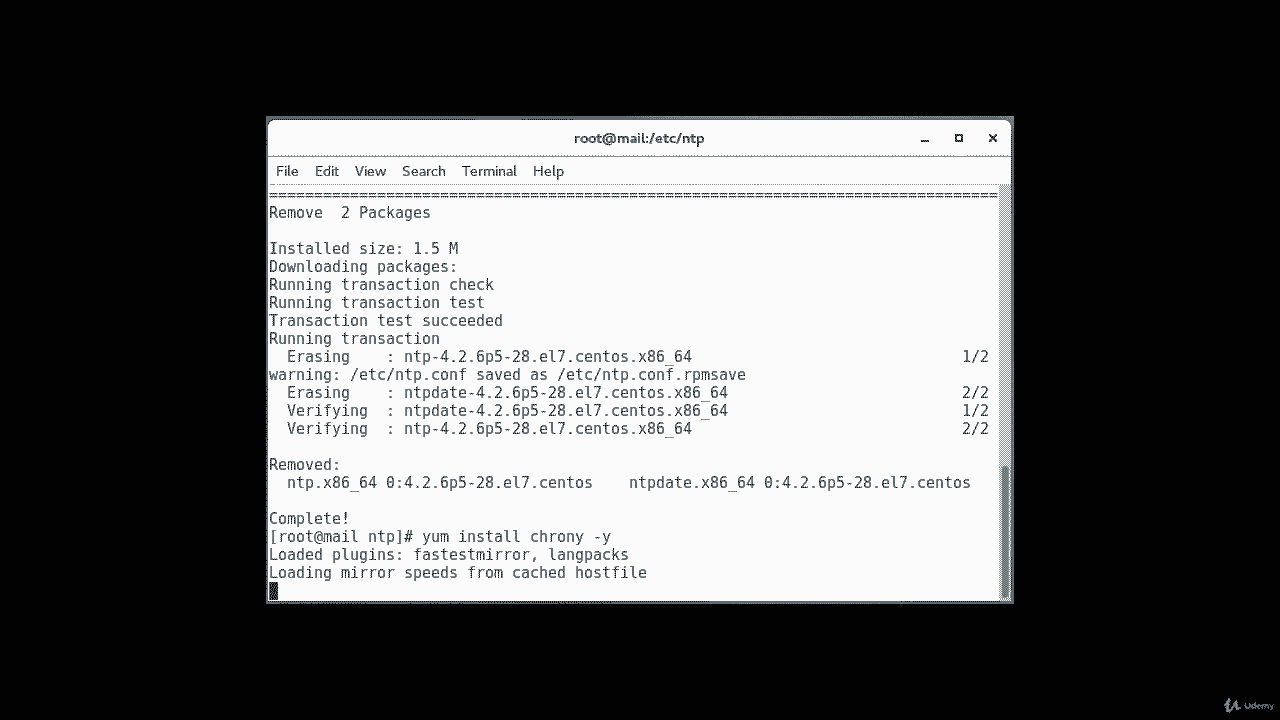 root@mail:/etc/ntp
File Edit View Search Terminal Help
================================================================================
Remove  2 Packages
Installed size: 1.5 M
Downloading packages:
Running transaction check
Running transaction test
Transaction test succeeded
Running transaction
  Erasing    : ntp-4.2.6p5-28.el7.centos.x86_64                              1/2
warning: /etc/ntp.conf saved as /etc/ntp.conf.rpmsave
  Erasing    : ntpdate-4.2.6p5-28.el7.centos.x86_64                          2/2
  Verifying  : ntpdate-4.2.6p5-28.el7.centos.x86_64                          1/2
  Verifying  : ntp-4.2.6p5-28.el7.centos.x86_64                              2/2
Removed:
  ntp.x86_64 0:4.2.6p5-28.el7.centos    ntpdate.x86_64 0:4.2.6p5-28.el7.centos
Complete!
[root@mail ntp]# yum install chrony -y
Loaded plugins: fastestmirror, langpacks
Loading mirror speeds from cached hostfile
Udemy